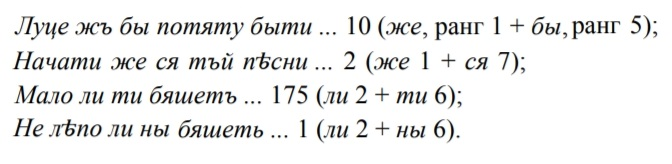 Луце жъ бы потяту быти ... 10 (же, ранг 1 + бы, ранг 5);
Начати же ся тъй пѣсни ... 2 (же 1 + ся 7);
Мало ли ти бяшетъ ... 175 (ли 2 + ти 6);
Не лѣпо ли ны бяшеть ... 1 (ли 2 + ны 6).